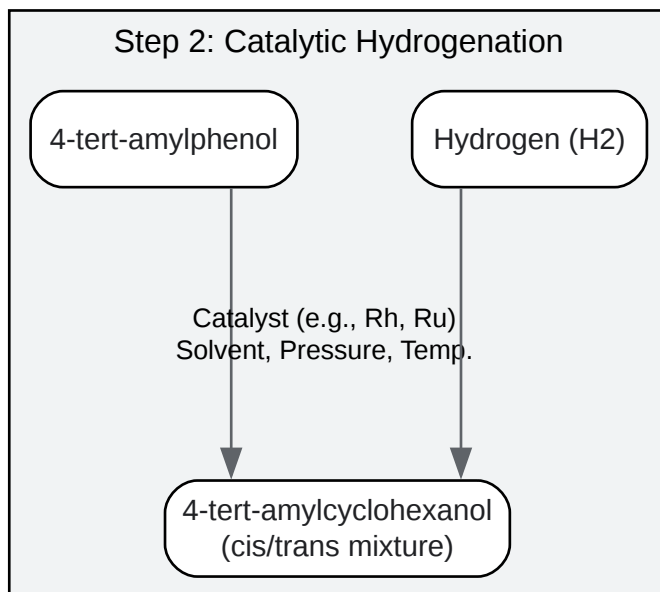 Step 2: Catalytic Hydrogenation
4-tert-amylphenol
Hydrogen (H2)
Catalyst (e.g., Rh, Ru)
Solvent, Pressure, Temp.
4-tert-amylcyclohexanol
(cis/trans mixture)